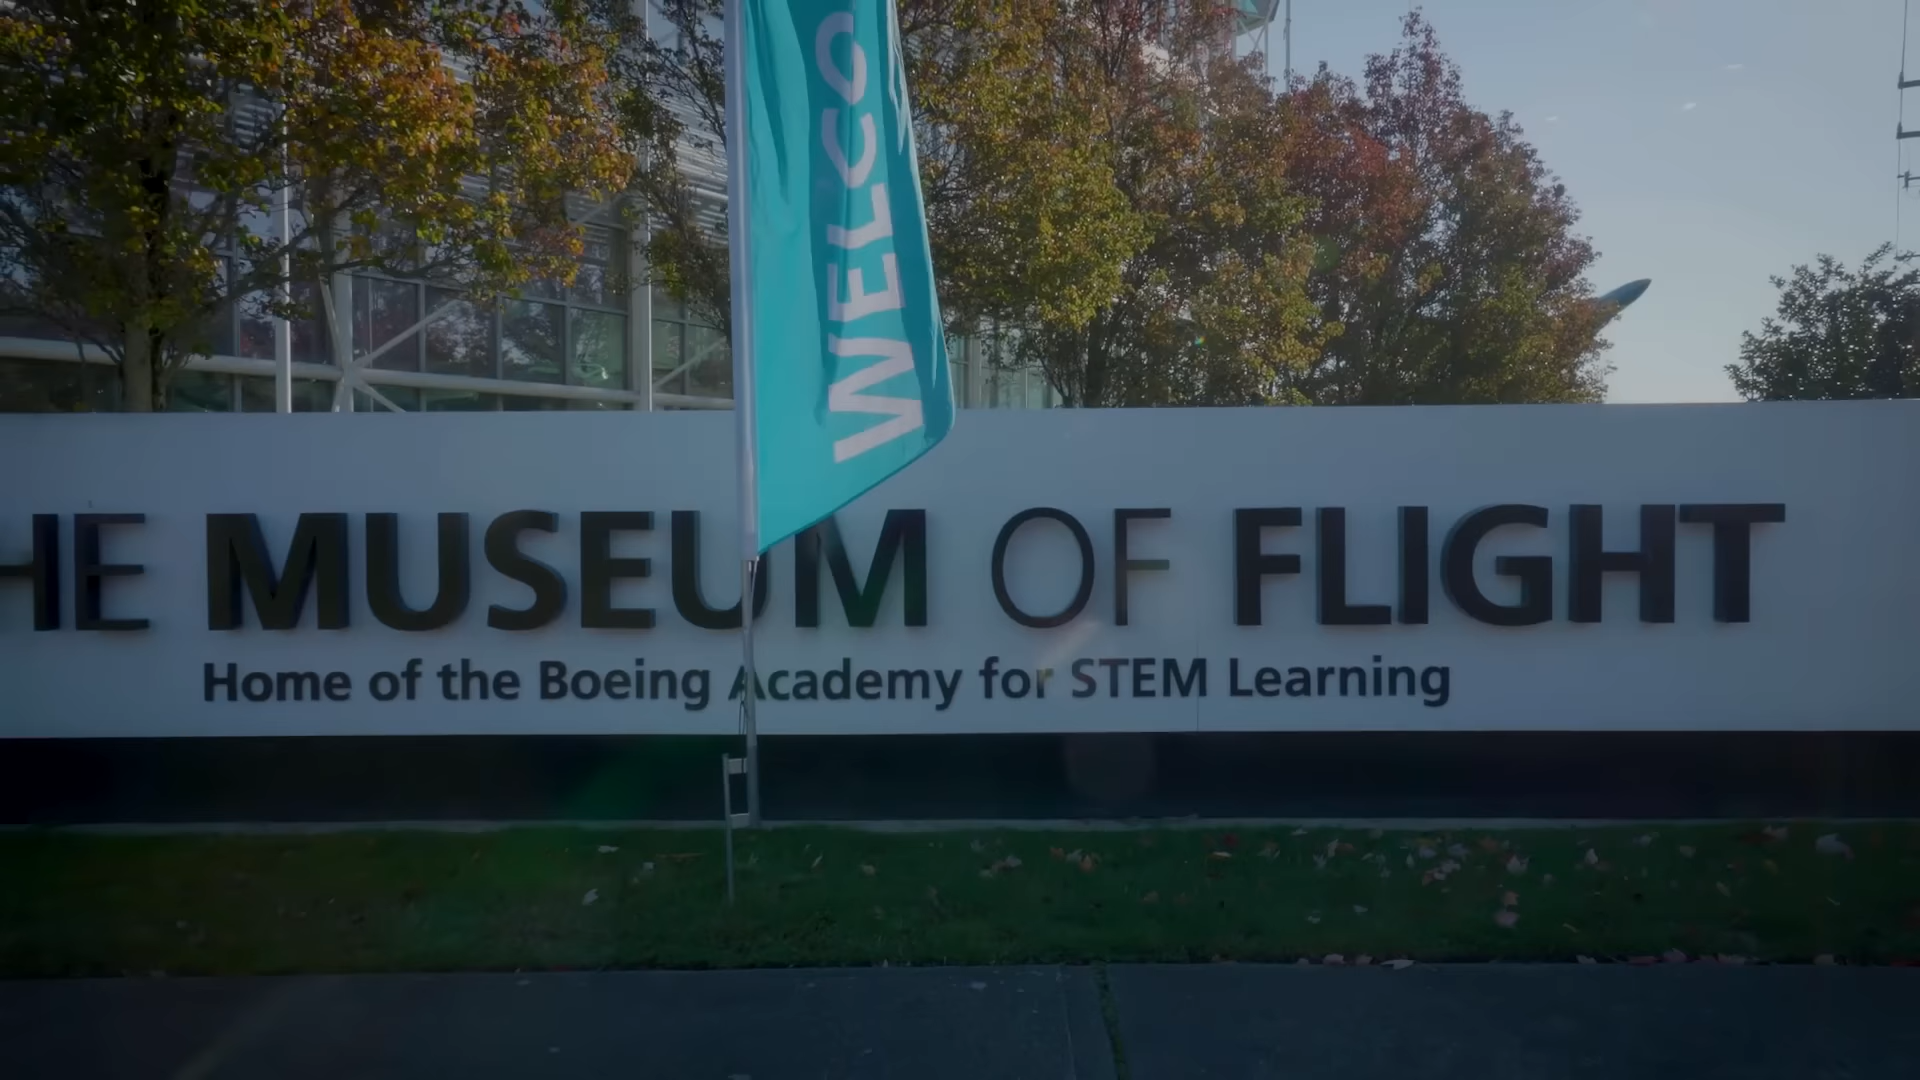 WELCO
HE MUSEUM OF FLIGHT
Home of the Boeing Academy for STEM Learning